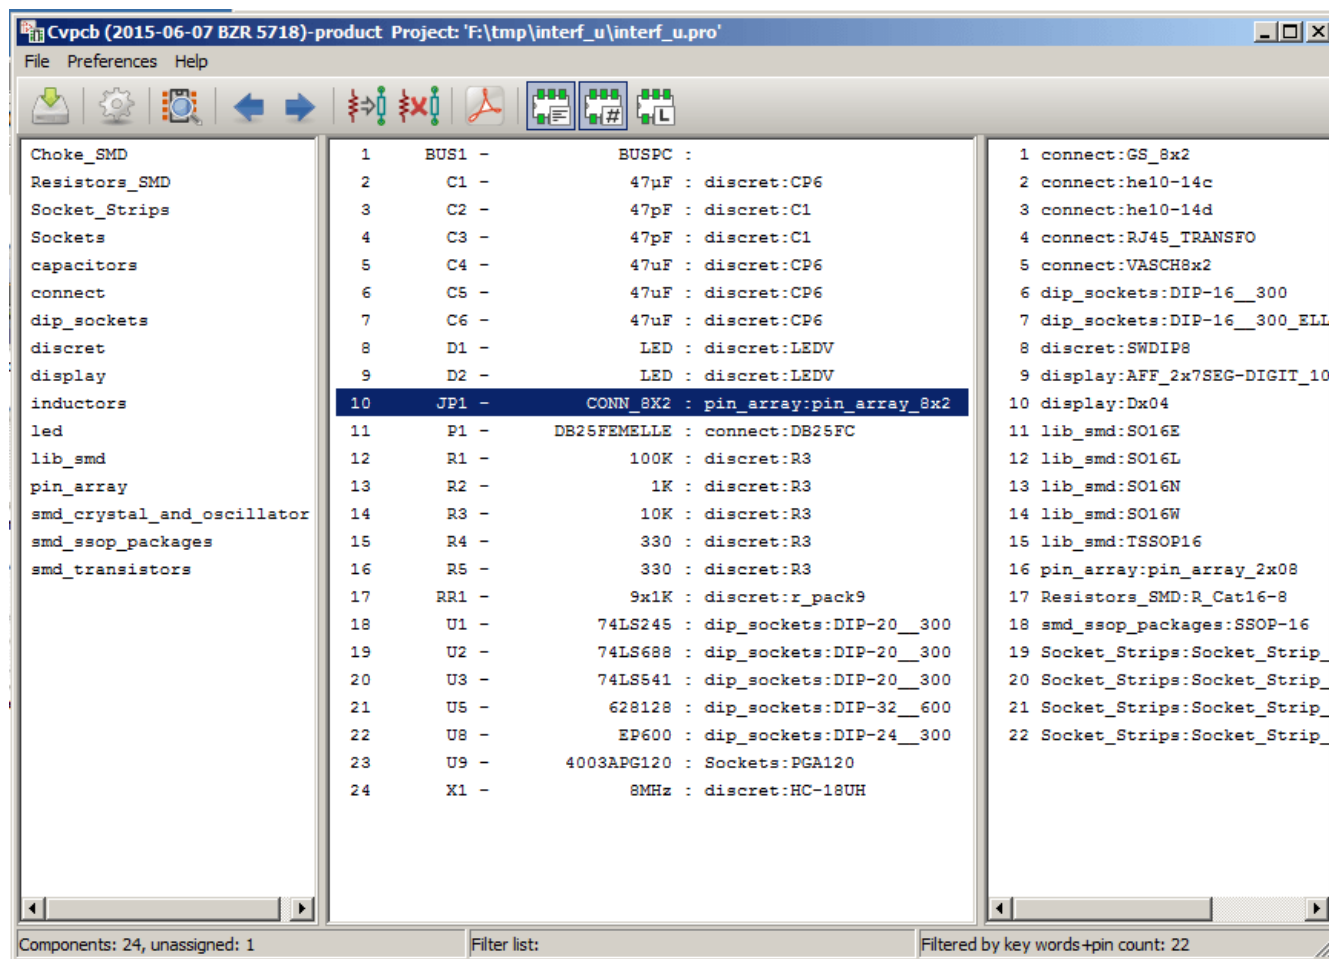 Cvpcb (2015-06-07 BZR 5718)-product Project: 'F:\tmp\interf_u\interf_u.pro'
File Preferences Help
Choke_SMD
Resistors_SMD
Socket_Strips
Sockets
capacitors
connect
dip_sockets
discret
display
inductors
led
lib_smd
pin_array
smd_crystal_and_oscillator
smd_ssop_packages
smd_transistors
1 BUS1 - BUSPC :
2 C1 - 47µF : discret:CP6
3 C2 - 47pF : discret:C1
4 C3 - 47pF : discret:C1
5 C4 - 47uF : discret:CP6
6 C5 - 47uF : discret:CP6
7 C6 - 47uF : discret:CP6
8 D1 - LED : discret:LEDV
9 D2 - LED : discret:LEDV
10 JP1 - CONN_8X2 : pin_array:pin_array_8x2
11 P1 - DB25FEMELLE : connect:DB25FC
12 R1 - 100K : discret:R3
13 R2 - 1K : discret:R3
14 R3 - 10K : discret:R3
15 R4 - 330 : discret:R3
16 R5 - 330 : discret:R3
17 RR1 - 9x1K : discret:r_pack9
18 U1 - 74LS245 : dip_sockets:DIP-20__300
19 U2 - 74LS688 : dip_sockets:DIP-20__300
20 U3 - 74LS541 : dip_sockets:DIP-20__300
21 U5 - 628128 : dip_sockets:DIP-32__600
22 U8 - EP600 : dip_sockets:DIP-24__300
23 U9 - 4003APG120 : Sockets:PGA120
24 X1 - 8MHz : discret:HC-18UH
1 connect:GS_8x2
2 connect:he10-14c
3 connect:he10-14d
4 connect:RJ45_TRANSFO
5 connect:VASCH8x2
6 dip_sockets:DIP-16__300
7 dip_sockets:DIP-16__300_ELL
8 discret:SWDIP8
9 display:AFF_2x7SEG-DIGIT_10
10 display:Dx04
11 lib_smd:SO16E
12 lib_smd:SO16L
13 lib_smd:SO16N
14 lib_smd:SO16W
15 lib_smd:TSSOP16
16 pin_array:pin_array_2x08
17 Resistors_SMD:R_Cat16-8
18 smd_ssop_packages:SSOP-16
19 Socket_Strips:Socket_Strip_
20 Socket_Strips:Socket_Strip_
21 Socket_Strips:Socket_Strip_
22 Socket_Strips:Socket_Strip_
Components: 24, unassigned: 1
Filter list:
Filtered by key words+pin count: 22